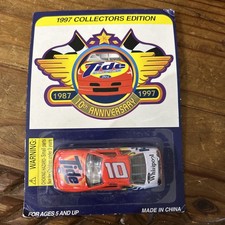 1997 COLLECTORS EDITION
Tide
1987
1997
10th ANNIVERSARY
WARNING:
Tide
10
Whirlpool
FOR AGES 5 AND UP
MADE IN CHINA